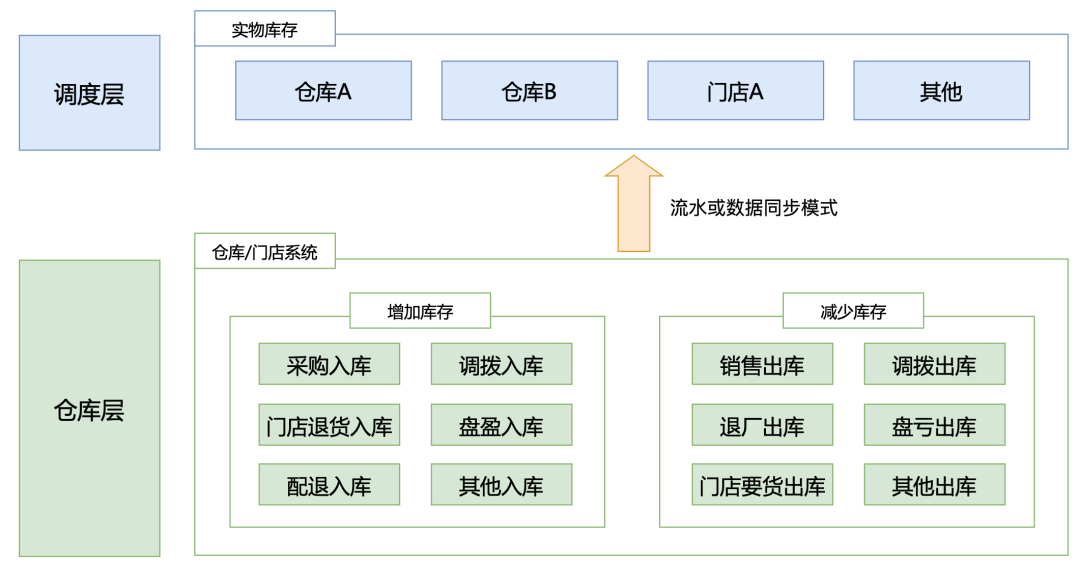 实物库存
调度层
仓库A
仓库B
门店A
其他
流水或数据同步模式
仓库/门店系统
仓库层
增加库存
采购入库
调拨入库
门店退货入库
盘盈入库
配退入库
其他入库
减少库存
销售出库
调拨出库
退厂出库
盘亏出库
门店要货出库
其他出库